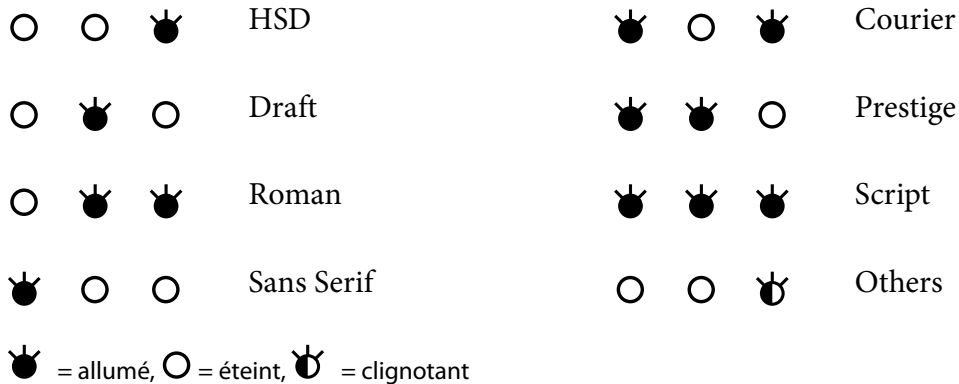 HSD Courier
Draft Prestige
Roman Script
Sans Serif Others
= allumé, = éteint, = clignotant